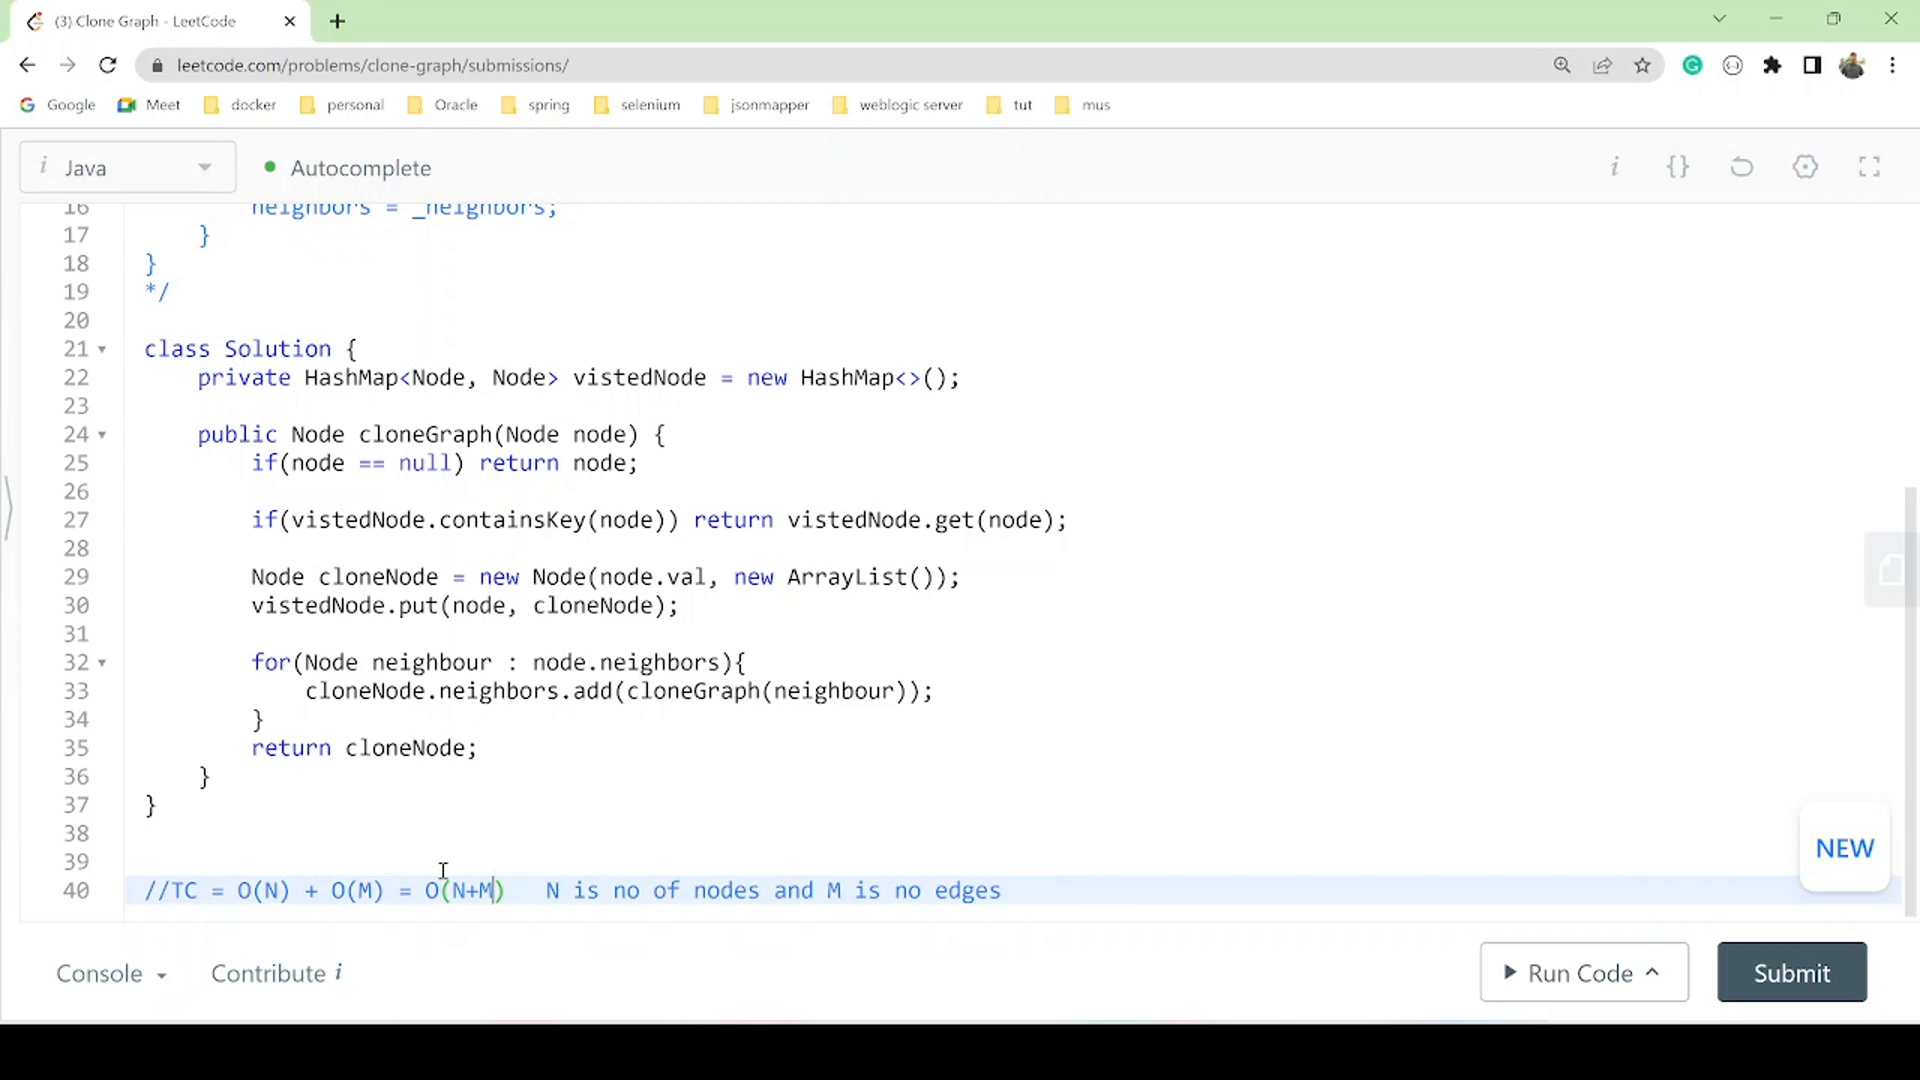 (3) Clone Graph - LeetCode
leetcode.com/problems/clone-graph/submissions/
Google Meet docker personal Oracle spring selenium jsonmapper weblogic server tut mus
i Java Autocomplete
16 neighbors = _neighbors;
17 }
18 }
19 */
20
21 class Solution {
22 private HashMap<Node, Node> vistedNode = new HashMap<>();
23
24 public Node cloneGraph(Node node) {
25 if(node == null) return node;
26
27 if(vistedNode.containsKey(node)) return vistedNode.get(node);
28
29 Node cloneNode = new Node(node.val, new ArrayList());
30 vistedNode.put(node, cloneNode);
31
32 for(Node neighbour : node.neighbors){
33 cloneNode.neighbors.add(cloneGraph(neighbour));
34 }
35 return cloneNode;
36 }
37 }
38
39
40 //TC = O(N) + O(M) = O(N+M) N is no of nodes and M is no edges
NEW
Console Contribute i Run Code Submit